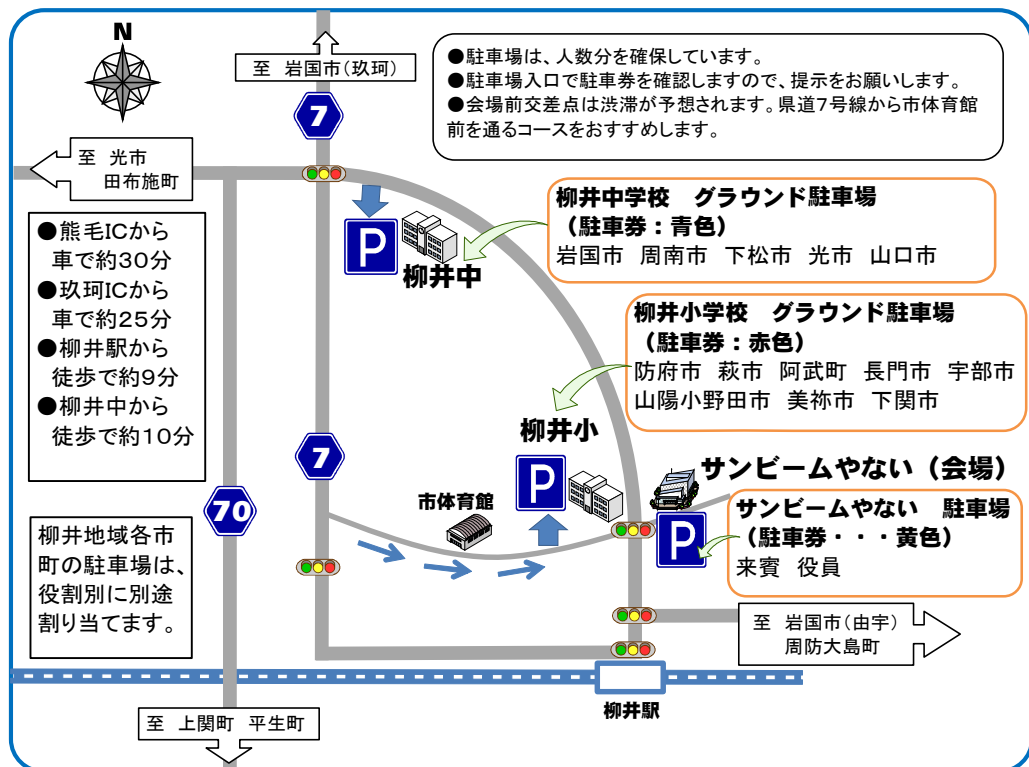 N
至 岩国市(玖珂)
●駐車場は、人数分を確保しています。
●駐車場入口で駐車券を確認しますので、提示をお願いします。
●会場前交差点は渋滞が予想されます。県道7号線から市体育館
前を通るコースをおすすめします。
7
至 光市
田布施町
柳井中学校 グラウンド駐車場
(駐車券:青色)
岩国市 周南市 下松市 光市 山口市
P
柳井中
●熊毛ICから
車で約30分
●玖珂ICから
車で約25分
●柳井駅から
徒歩で約9分
●柳井中から
徒歩で約10分
柳井小学校 グラウンド駐車場
(駐車券:赤色)
防府市 萩市 阿武町 長門市 宇部市
山陽小野田市 美祢市 下関市
柳井小
7
P
サンビームやない(会場)
市体育館
70
サンビームやない 駐車場
(駐車券・・・黄色)
来賓 役員
P
柳井地域各市
町の駐車場は、
役割別に別途
割り当てます。
至 岩国市(由宇)
周防大島町
柳井駅
至 上関町 平生町